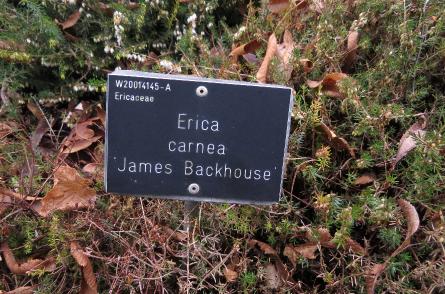 W20014145-A
Ericaceae
Erica
carnea
'James Backhouse'